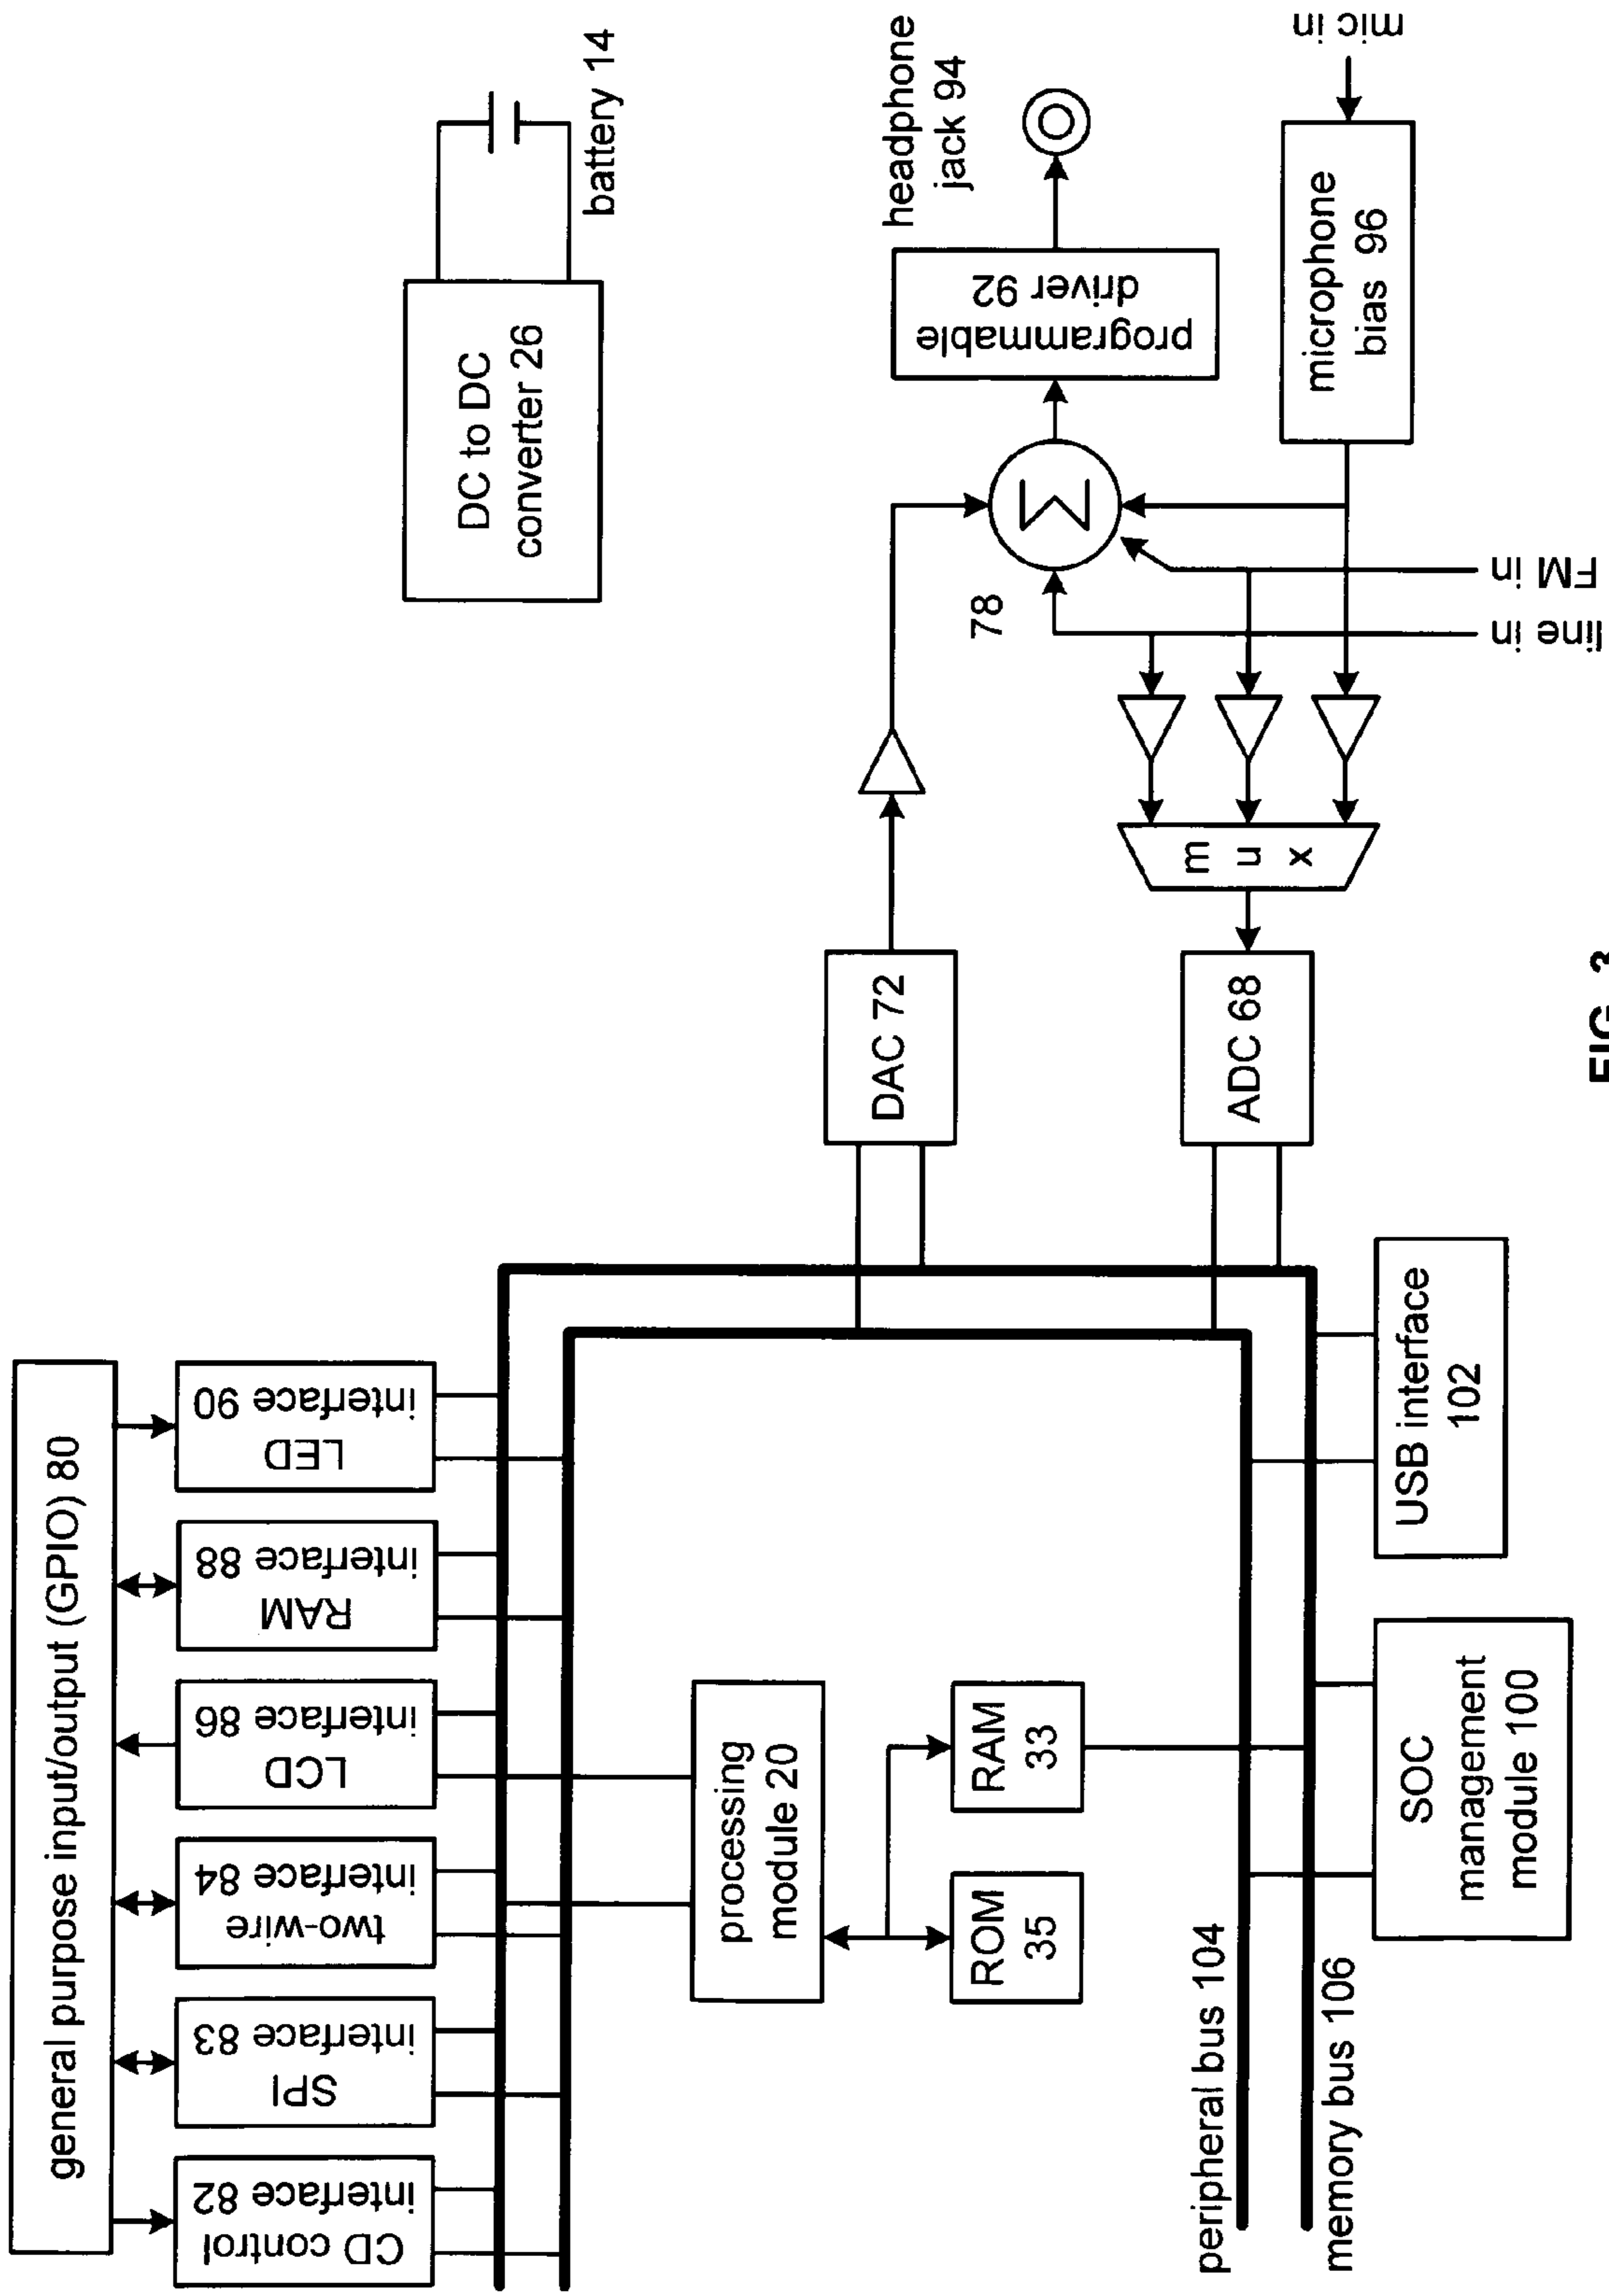 general purpose input/output (GPIO) 80
CD control
interface 82
SPI
interface 83
two-wire
interface 84
LCD
interface 86
RAM
interface 88
LED
interface 90
DC to DC
converter 26
battery 14
processing
module 20
ROM
35
RAM
33
DAC 72
78
programmable
driver 92
headphone
jack 94
peripheral bus 104
memory bus 106
SOC
management
module 100
USB interface
102
ADC 68
m
u
x
line in
FM in
microphone
bias 96
mic in
FIG. 3